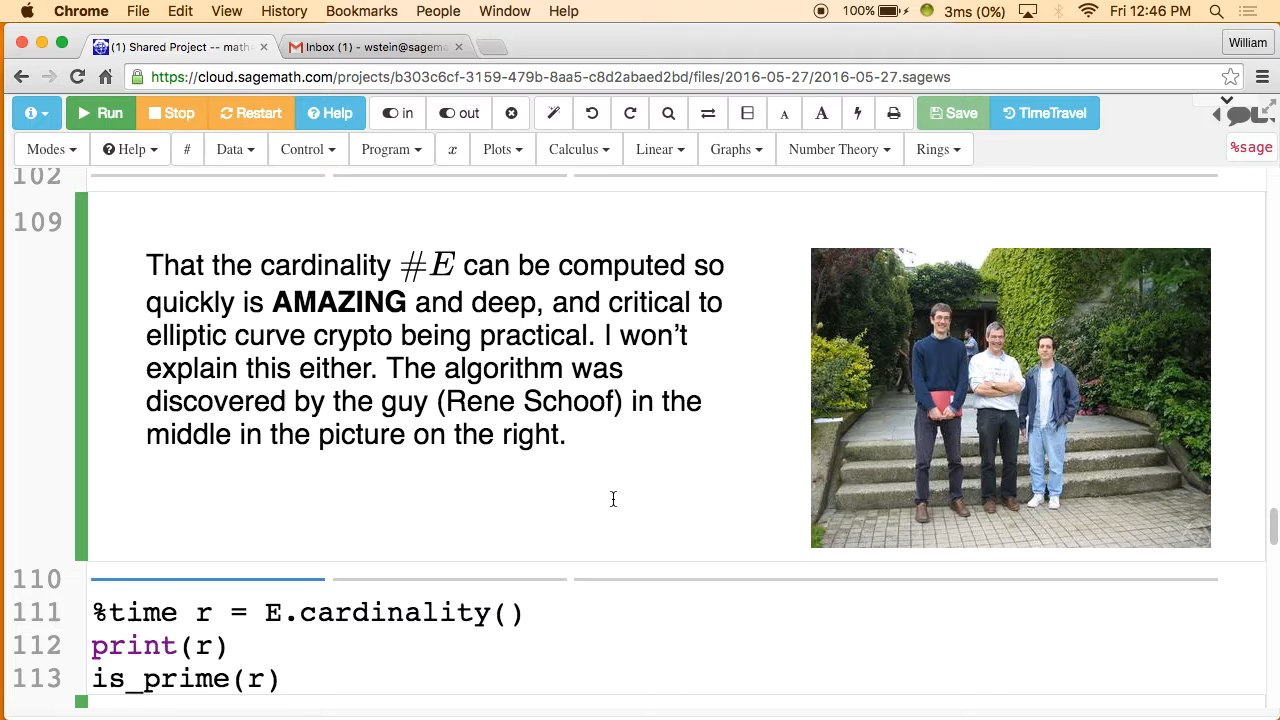 Chrome File Edit View History Bookmarks People Window Help 100% 3ms (0%) Fri 12:46 PM
(1) Shared Project -- math Inbox (1) - wstein@sagema William
https://cloud.sagemath.com/projects/b303c6cf-3159-479b-8aa5-c8d2abaed2bd/files/2016-05-27/2016-05-27.sagews
Run Stop Restart Help in out A A Save TimeTravel
Modes Help # Data Control Program x Plots Calculus Linear Graphs Number Theory Rings %sage
102
109
That the cardinality #E can be computed so
quickly is AMAZING and deep, and critical to
elliptic curve crypto being practical. I won’t
explain this either. The algorithm was
discovered by the guy (Rene Schoof) in the
middle in the picture on the right.
110
111 %time r = E.cardinality()
112 print(r)
113 is_prime(r)